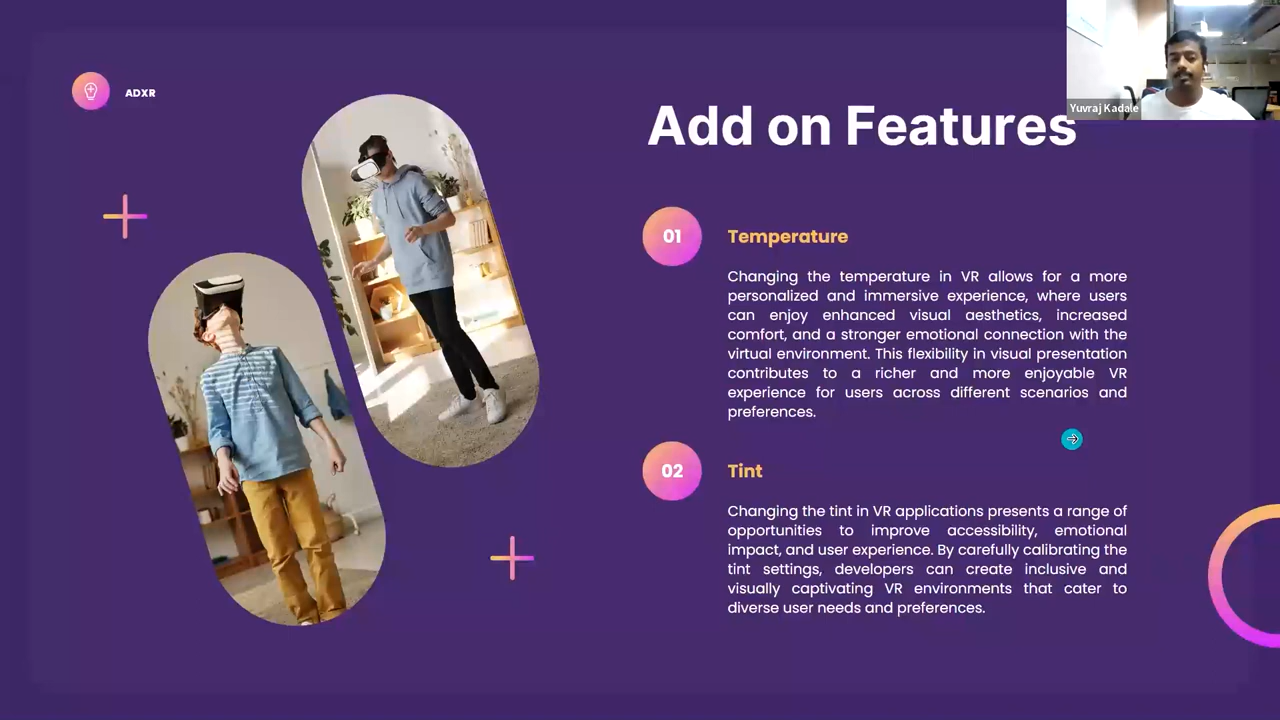 ADXR
Yuvraj Kadale
Add on Features
01
Temperature
Changing the temperature in VR allows for a more
personalized and immersive experience, where users
can enjoy enhanced visual aesthetics, increased
comfort, and a stronger emotional connection with the
virtual environment. This flexibility in visual presentation
contributes to a richer and more enjoyable VR
experience for users across different scenarios and
preferences.
02
Tint
Changing the tint in VR applications presents a range of
opportunities to improve accessibility, emotional
impact, and user experience. By carefully calibrating the
tint settings, developers can create inclusive and
visually captivating VR environments that cater to
diverse user needs and preferences.